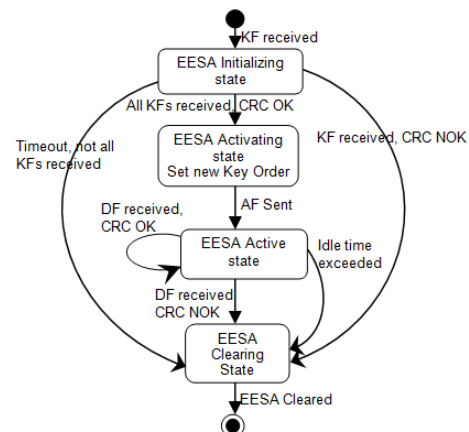 KF received
EESA Initializing
state
All KFs received, CRC OK
Timeout, not all
KFs received
KF received, CRC NOK
EESA Activating
state
Set new Key Order
AF Sent
DF received,
CRC OK
EESA Active
state
Idle time
exceeded
DF received
CRC NOK
EESA
Clearing
State
EESA Cleared